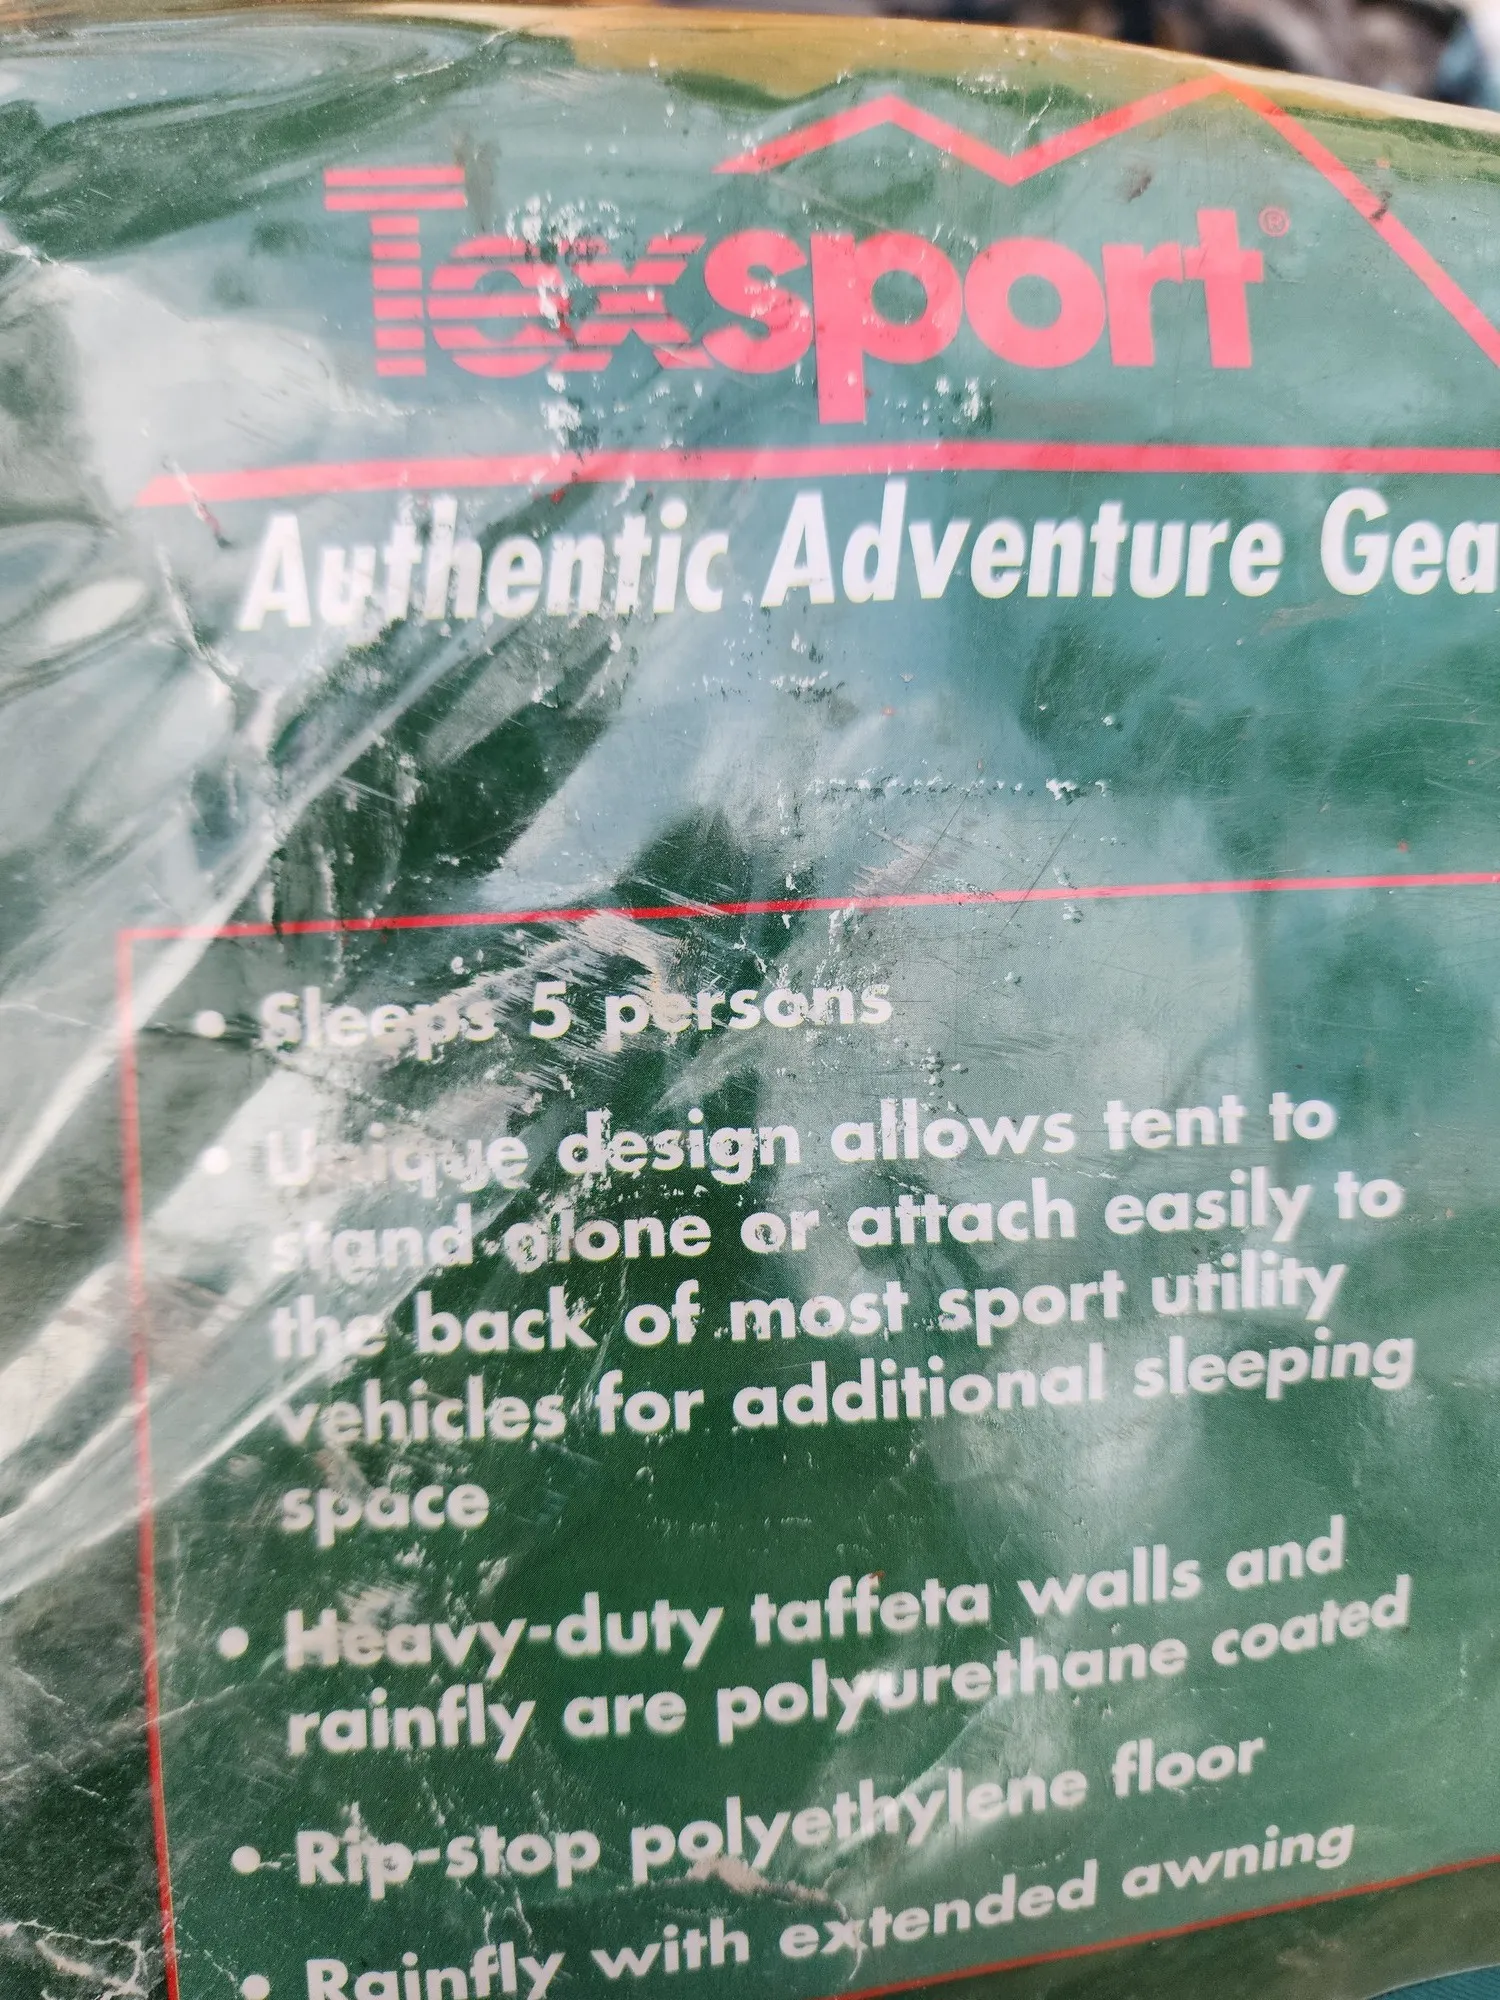 Texsport®
Authentic Adventure Gea
• Sleeps 5 persons
• Unique design allows tent to
stand-alone or attach easily to
the back of most sport utility
vehicles for additional sleeping
space
• Heavy-duty taffeta walls and
rainfly are polyurethane coated
• Rip-stop polyethylene floor
• Rainfly with extended awning